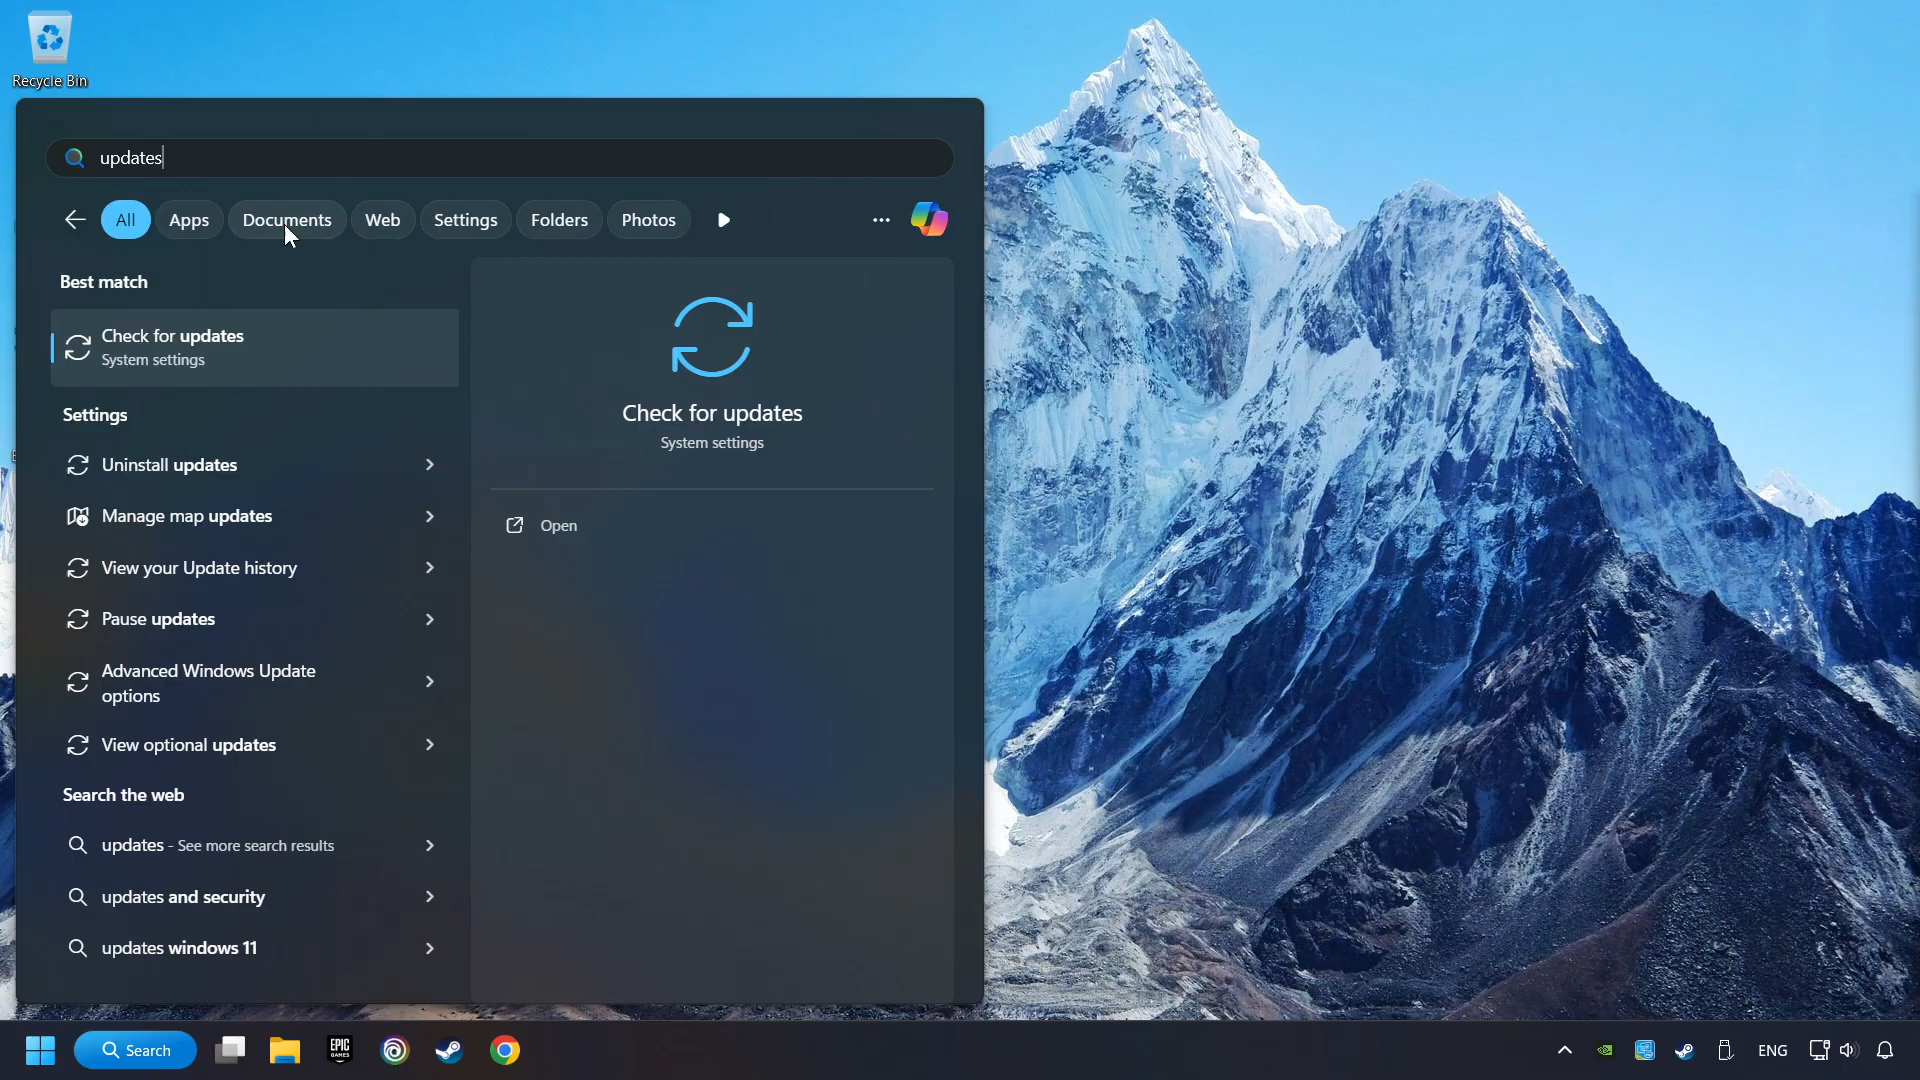 Recycle Bin
updates
All
Apps
Documents
Web
Settings
Folders
Photos
Best match
Check for updates
System settings
Settings
Uninstall updates
Manage map updates
View your Update history
Pause updates
Advanced Windows Update
options
View optional updates
Search the web
updates - See more search results
updates and security
updates windows 11
Check for updates
System settings
Open
Search
EPIC
GAMES
ENG